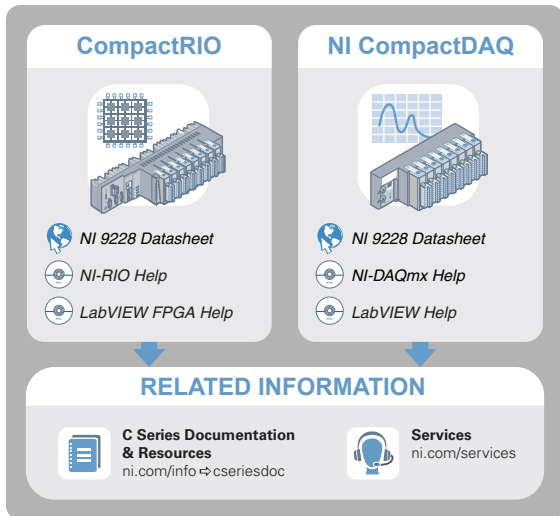 CompactRIO
NI 9228 Datasheet
NI-RIO Help
LabVIEW FPGA Help
NI CompactDAQ
NI 9228 Datasheet
NI-DAQmx Help
LabVIEW Help
RELATED INFORMATION
C Series Documentation
& Resources
ni.com/info ⇨ cseriesdoc
Services
ni.com/services